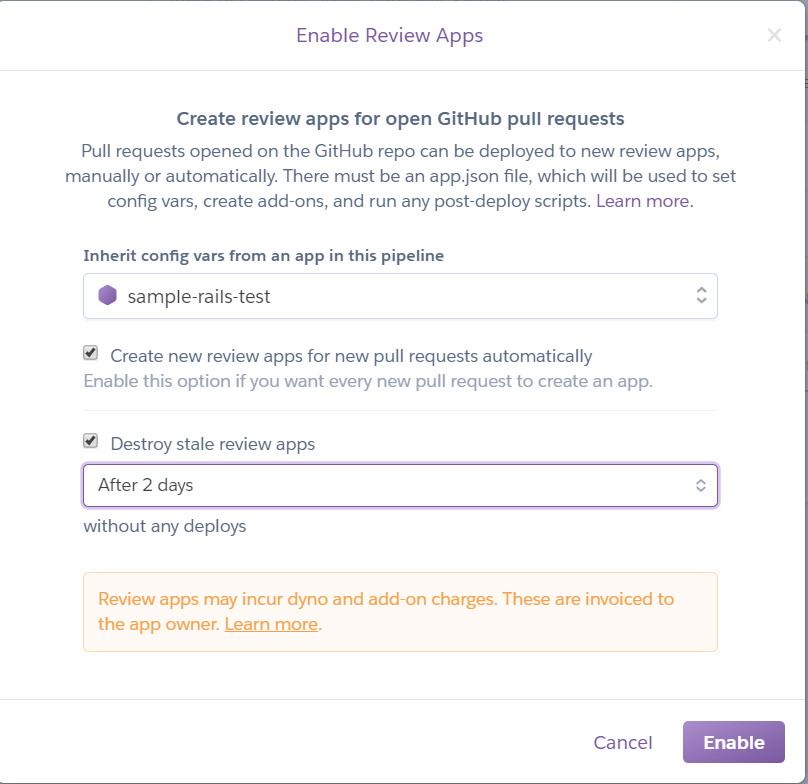 Enable Review Apps
Create review apps for open GitHub pull requests
Pull requests opened on the GitHub repo can be deployed to new review apps,
manually or automatically. There must be an app.json file, which will be used to set
config vars, create add-ons, and run any post-deploy scripts. Learn more.
Inherit config vars from an app in this pipeline
sample-rails-test
Create new review apps for new pull requests automatically
Enable this option if you want every new pull request to create an app.
Destroy stale review apps
After 2 days
without any deploys
Review apps may incur dyno and add-on charges. These are invoiced to
the app owner. Learn more.
Cancel
Enable